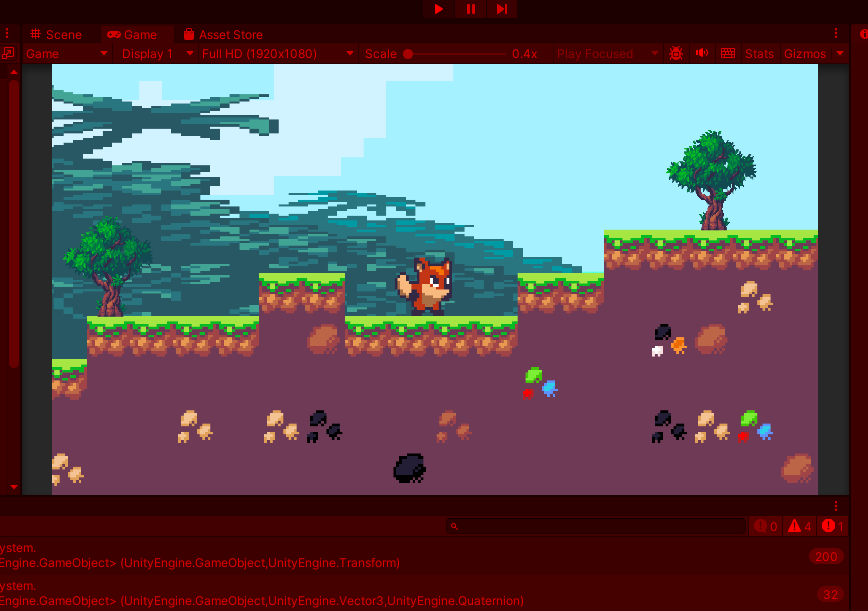 Scene Game Asset Store
Game Display 1 Full HD (1920x1080) Scale 0.4x Play Focused Stats Gizmos
0 4 1
ystem.
Engine.GameObject> (UnityEngine.GameObject,UnityEngine.Transform)
200
ystem.
Engine.GameObject> (UnityEngine.GameObject,UnityEngine.Vector3,UnityEngine.Quaternion)
32